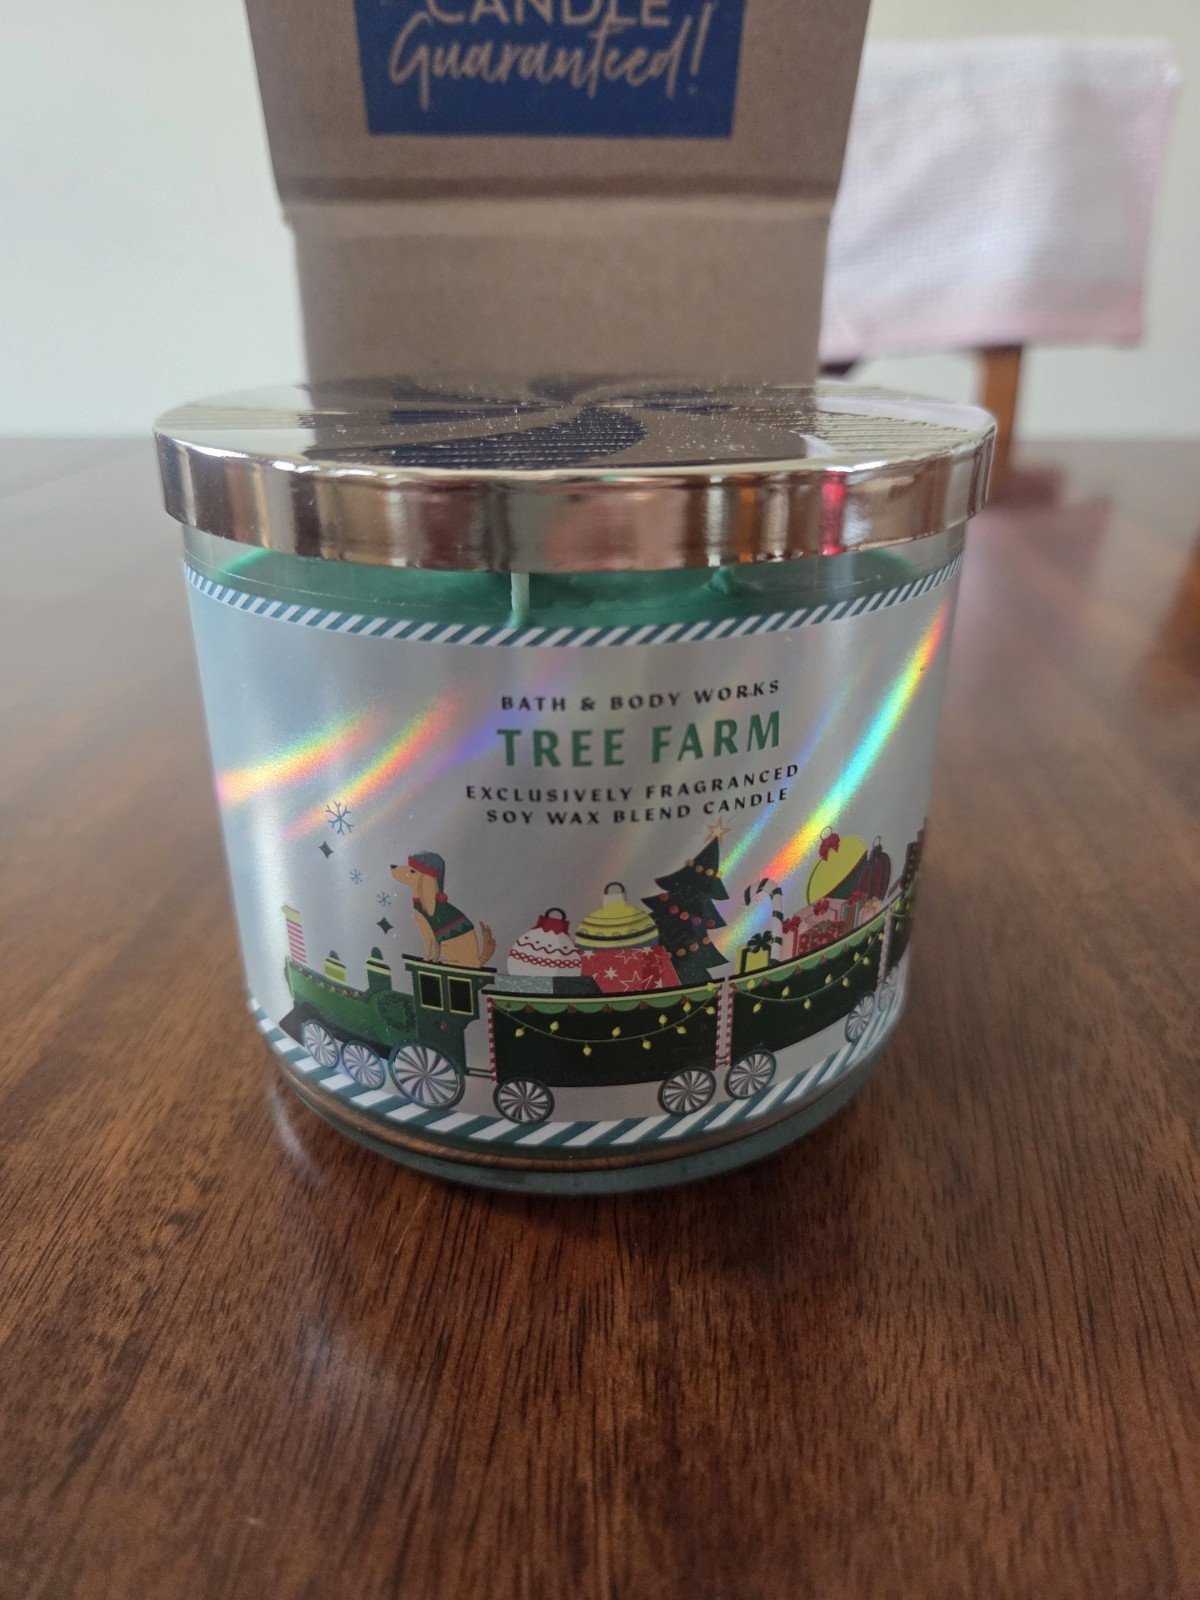 CANDLE
Guaranteed!
BATH & BODY WORKS
TREE FARM
EXCLUSIVELY FRAGRANCED
SOY WAX BLEND CANDLE